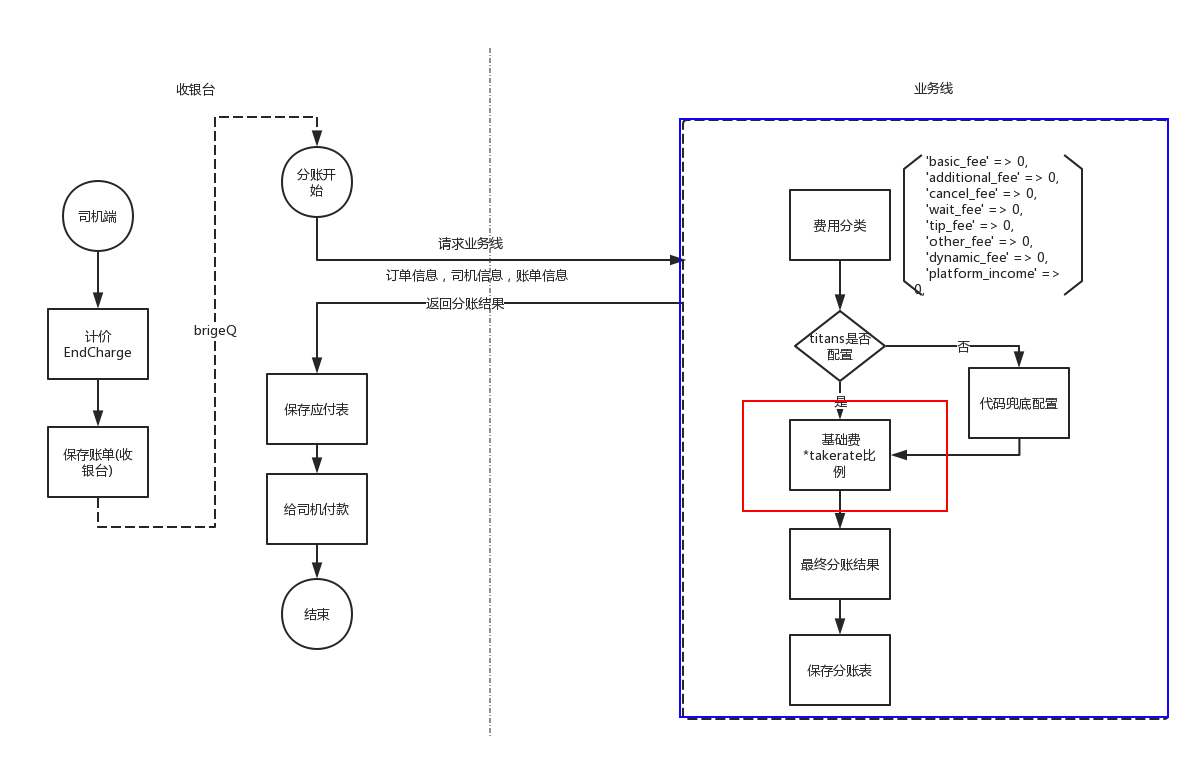 收银台
业务线
司机端
计价
EndCharge
保存账单(收
银台)
brigeQ
分账开
始
请求业务线
订单信息，司机信息，账单信息
返回分账结果
保存应付表
给司机付款
结束
费用分类
'basic_fee' => 0,
'additional_fee' => 0,
'cancel_fee' => 0,
'wait_fee' => 0,
'tip_fee' => 0,
'other_fee' => 0,
'dynamic_fee' => 0,
'platform_income' =>
0,
titans是否
配置
否
是
代码兜底配置
基础费
*takerate比
例
最终分账结果
保存分账表